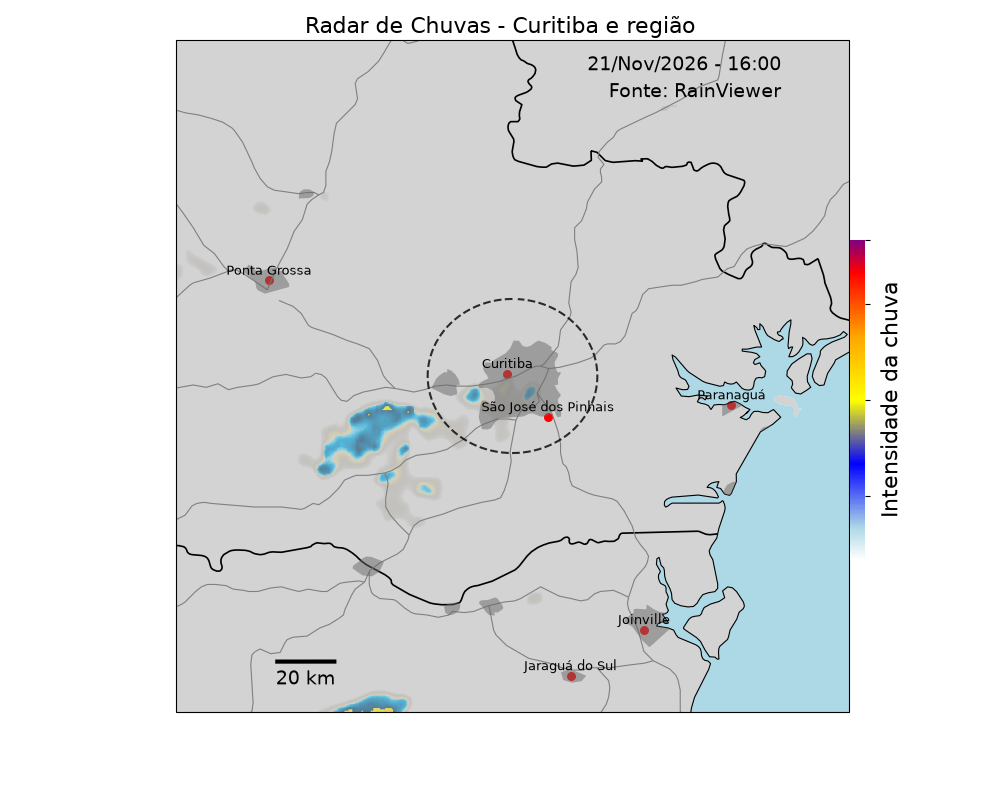 Radar de Chuvas - Curitiba e região
21/Nov/2026 - 16:00
Fonte: RainViewer
Ponta Grossa
Curitiba
São José dos Pinhais
Paranaguá
Intensidade da chuva
Joinville
Jaraguá do Sul
20 km